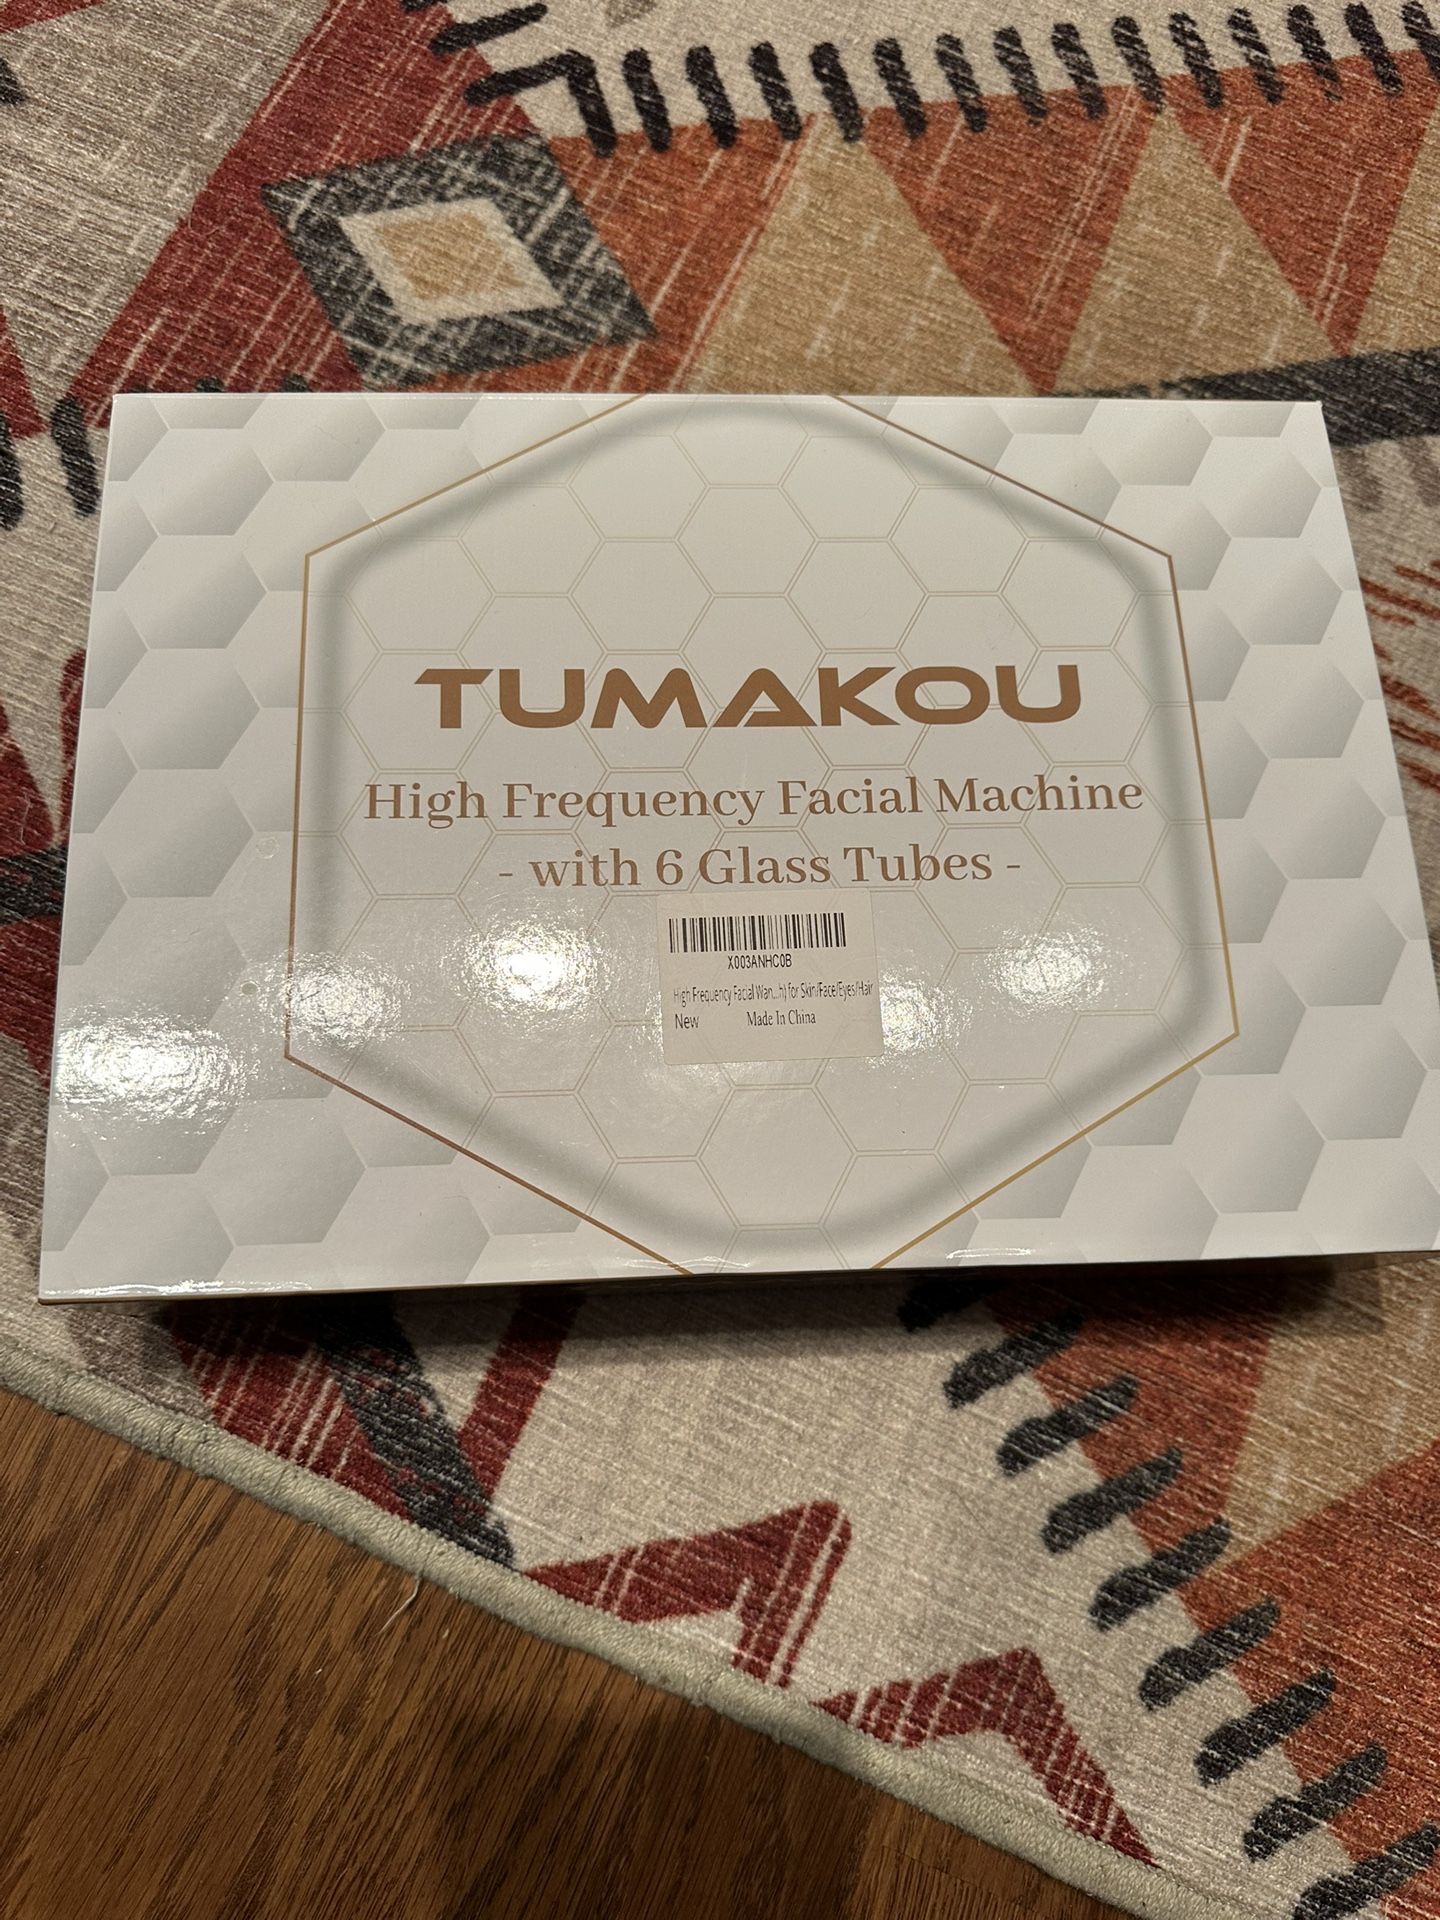 TUMAKOU
High Frequency Facial Machine
- with 6 Glass Tubes -
X003ANHC0B
High Frequency Facial Wan...h) for Skin/Face/Eyes/Hair
New Made In China